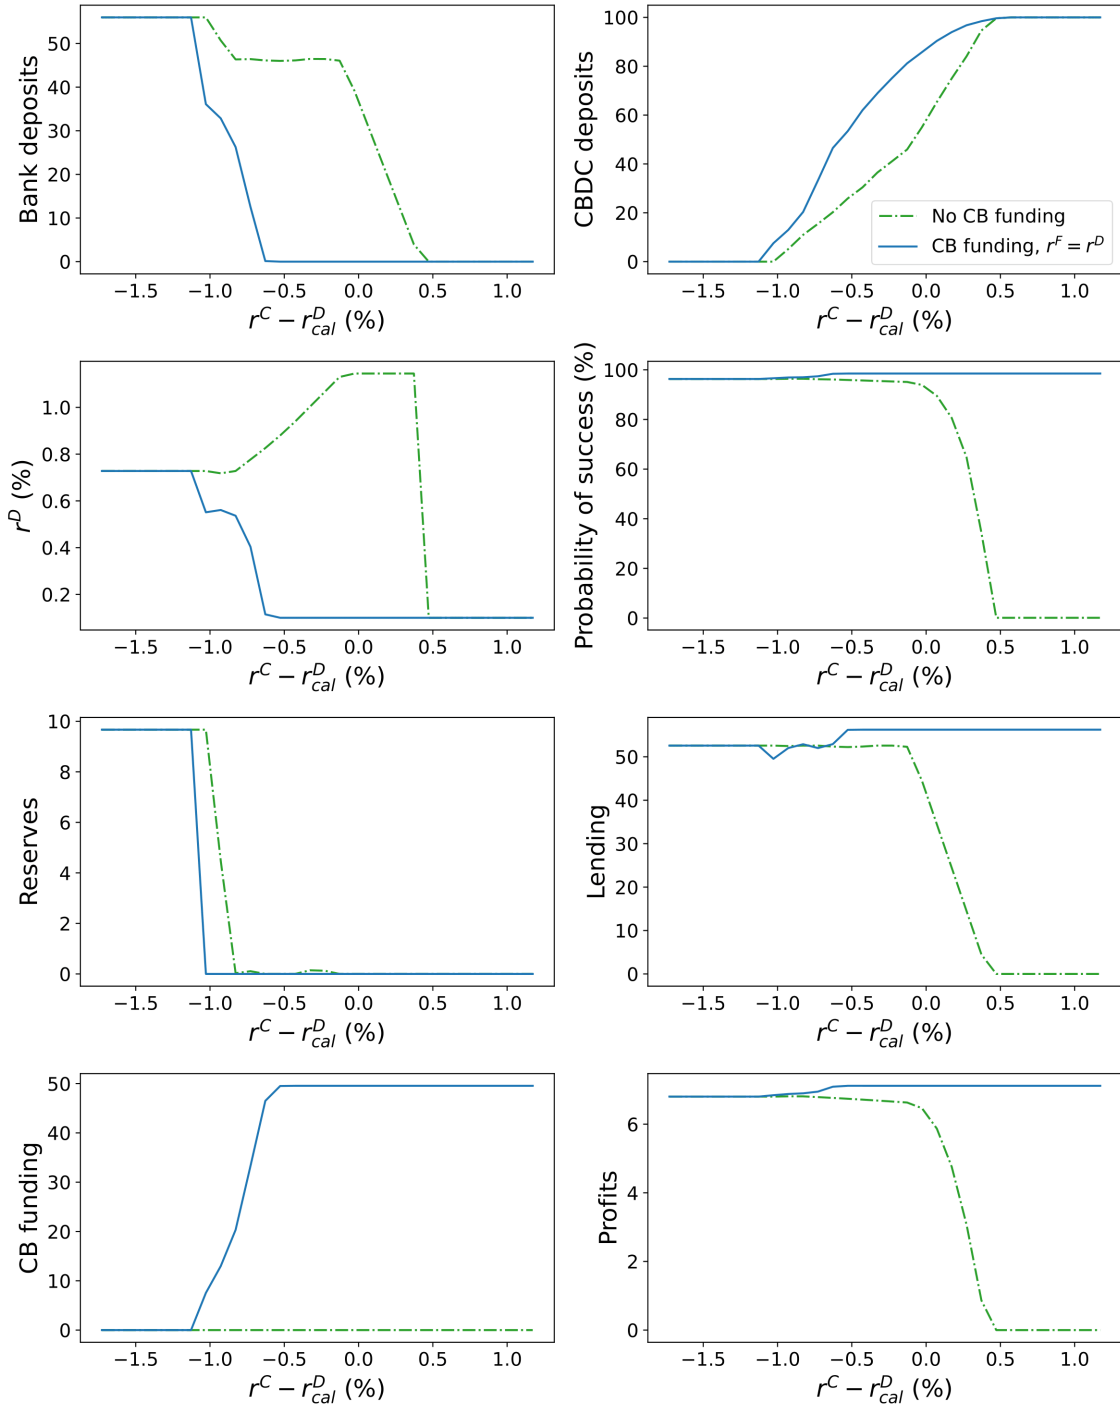 Bank deposits
50
40
30
20
10
0
−1.5 −1.0 −0.5 0.0 0.5 1.0
r^C − r^D_cal (%)
CBDC deposits
100
80
60
40
20
0
No CB funding
CB funding, r^F = r^D
−1.5 −1.0 −0.5 0.0 0.5 1.0
r^C − r^D_cal (%)
r^D (%)
1.0
0.8
0.6
0.4
0.2
−1.5 −1.0 −0.5 0.0 0.5 1.0
r^C − r^D_cal (%)
Probability of success (%)
100
80
60
40
20
0
−1.5 −1.0 −0.5 0.0 0.5 1.0
r^C − r^D_cal (%)
Reserves
10
8
6
4
2
0
−1.5 −1.0 −0.5 0.0 0.5 1.0
r^C − r^D_cal (%)
Lending
50
40
30
20
10
0
−1.5 −1.0 −0.5 0.0 0.5 1.0
r^C − r^D_cal (%)
CB funding
50
40
30
20
10
0
−1.5 −1.0 −0.5 0.0 0.5 1.0
r^C − r^D_cal (%)
Profits
6
4
2
0
−1.5 −1.0 −0.5 0.0 0.5 1.0
r^C − r^D_cal (%)